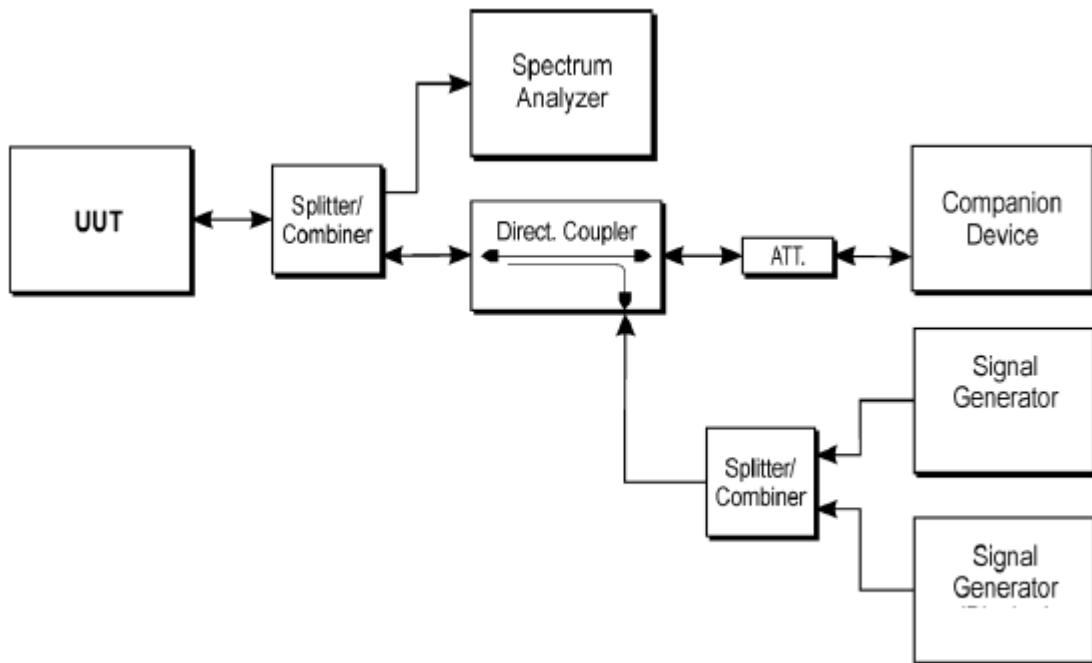 Spectrum
Analyzer
UUT
Splitter/
Combiner
Direct. Coupler
ATT.
Companion
Device
Signal
Generator
Splitter/
Combiner
Signal
Generator